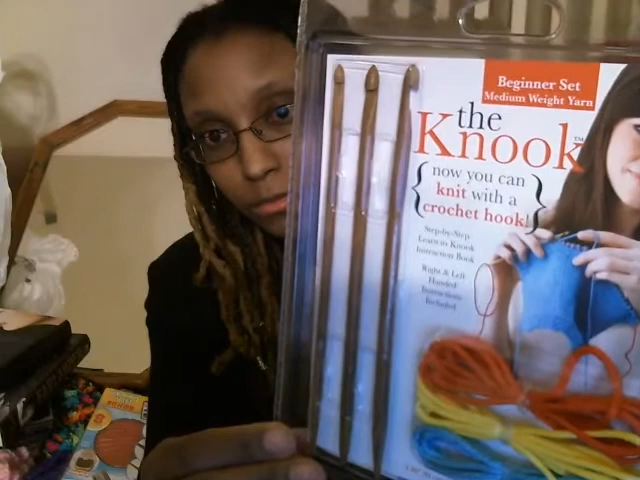 Beginner Set
Medium Weight Yarn
the
Knook™
now you can
knit with a
crochet hook!
Step-by-Step
Learn to Knook
Instruction Book
Right & Left
Handed
Instructions
Included